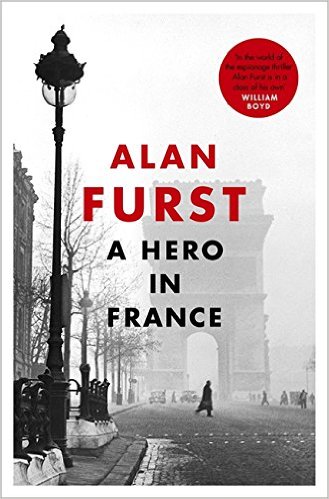 'In the world of
the espionage thriller
Alan Furst is in a
class of his own'
WILLIAM
BOYD
ALAN
FURST
A HERO
IN
FRANCE